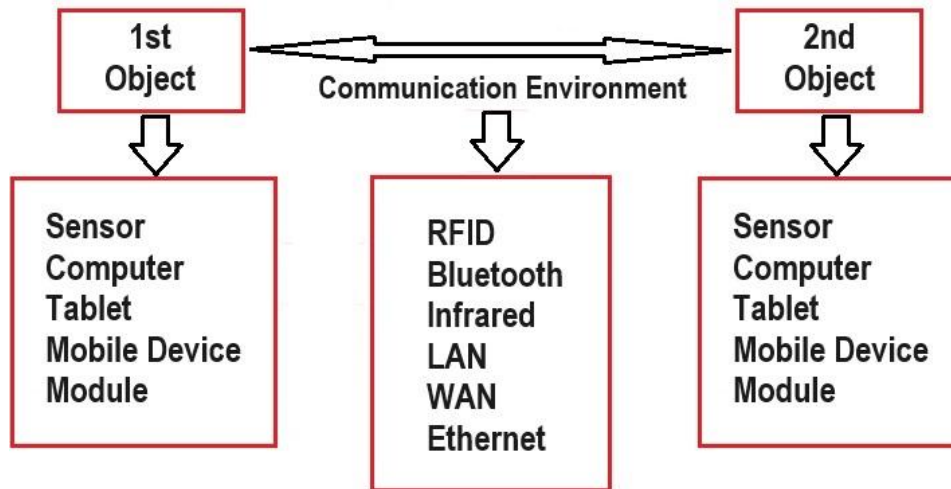 1st
Object
2nd
Object
Communication Environment
Sensor
Computer
Tablet
Mobile Device
Module
RFID
Bluetooth
Infrared
LAN
WAN
Ethernet
Sensor
Computer
Tablet
Mobile Device
Module